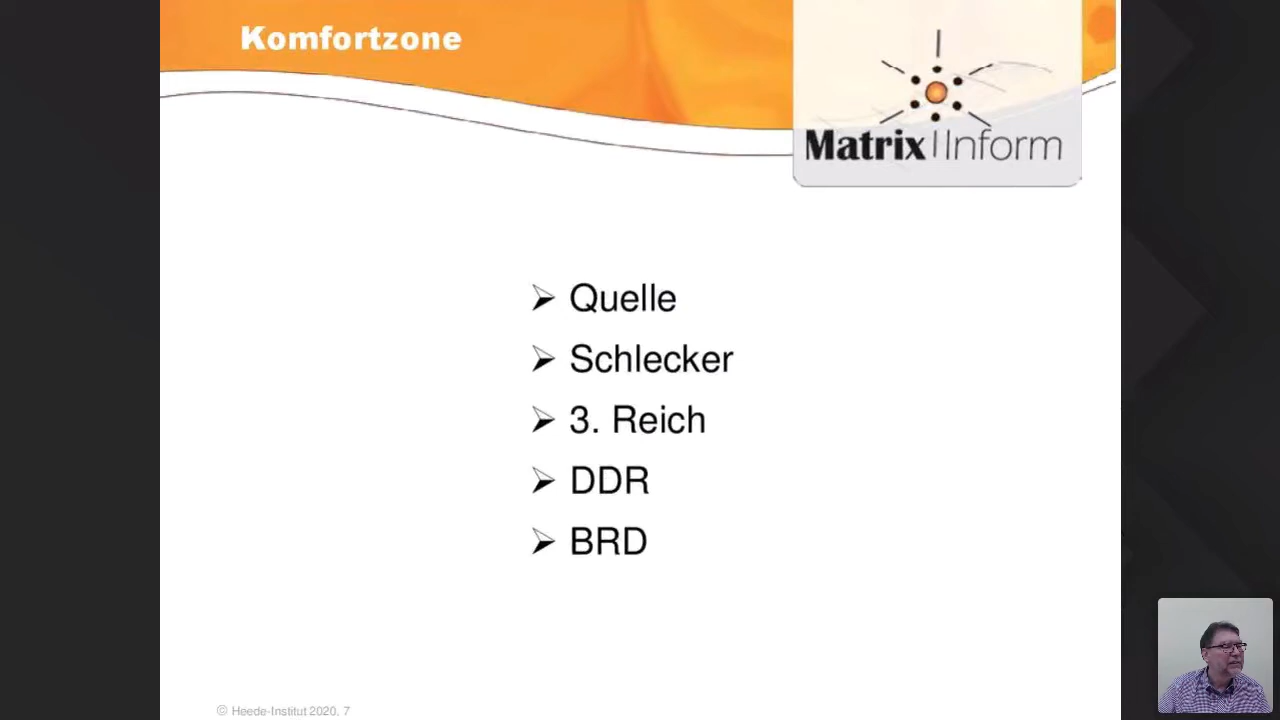 Komfortzone
Matrix Inform
Quelle
Schlecker
3. Reich
DDR
BRD
© Heede-Institut 2020, 7